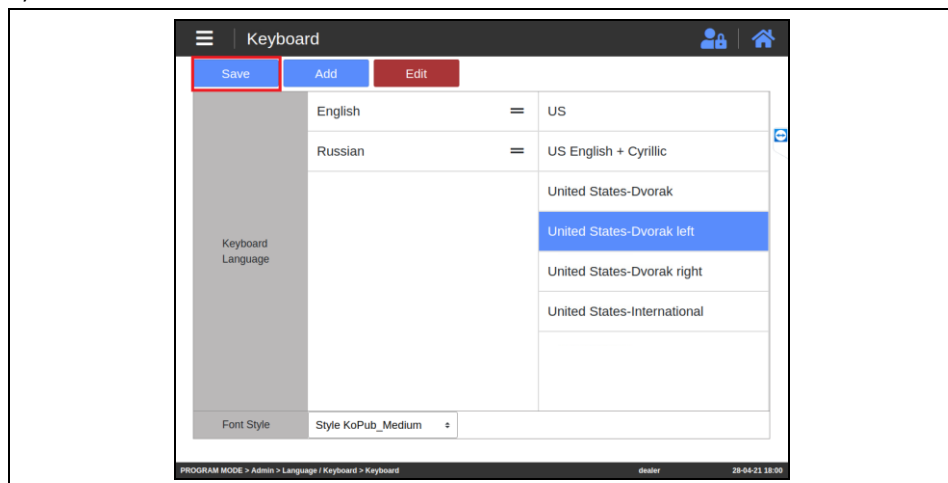 Keyboard
Save Add Edit
English US
Russian US English + Cyrillic
United States-Dvorak
United States-Dvorak left
Keyboard
Language
United States-Dvorak right
United States-International
Font Style Style KoPub_Medium
PROGRAM MODE > Admin > Language / Keyboard > Keyboard dealer 28-04-21 18:00